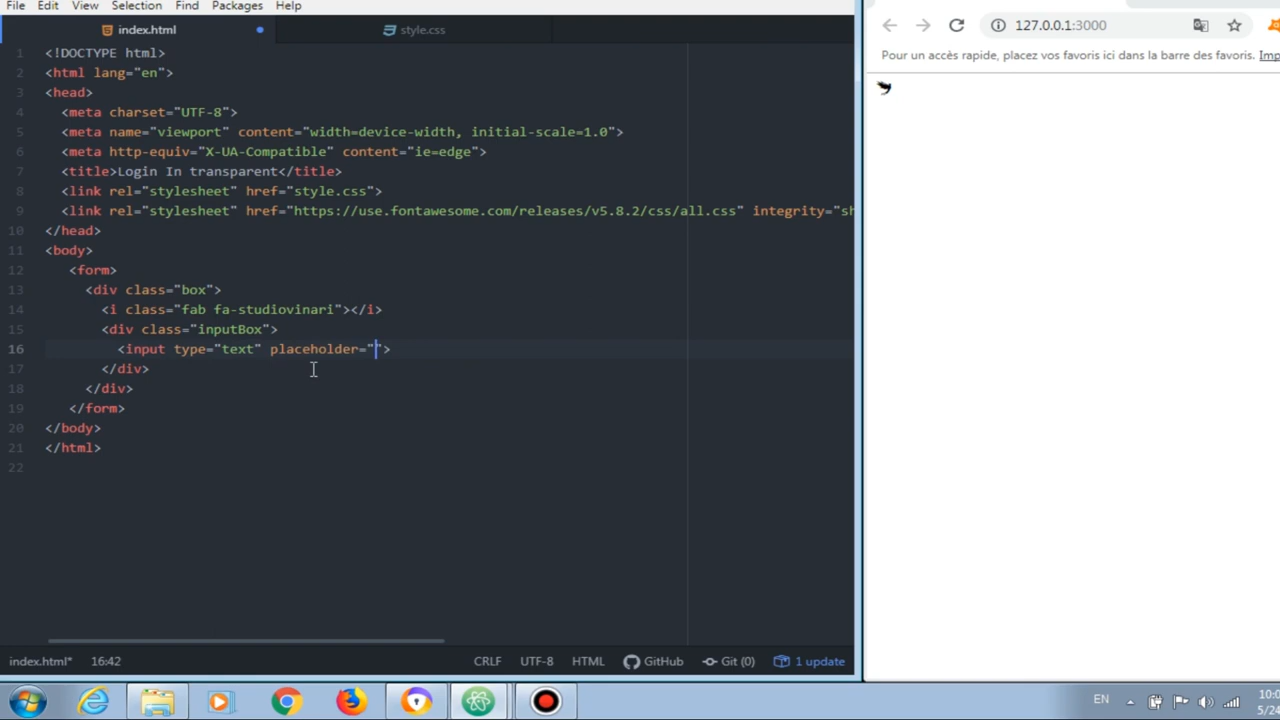 File Edit View Selection Find Packages Help
index.html
style.css
1 <!DOCTYPE html>
2 <html lang="en">
3 <head>
4 <meta charset="UTF-8">
5 <meta name="viewport" content="width=device-width, initial-scale=1.0">
6 <meta http-equiv="X-UA-Compatible" content="ie=edge">
7 <title>Login In transparent</title>
8 <link rel="stylesheet" href="style.css">
9 <link rel="stylesheet" href="https://use.fontawesome.com/releases/v5.8.2/css/all.css" integrity="sh
10 </head>
11 <body>
12 <form>
13 <div class="box">
14 <i class="fab fa-studiovinari"></i>
15 <div class="inputBox">
16 <input type="text" placeholder="">
17 </div>
18 </div>
19 </form>
20 </body>
21 </html>
22
index.html* 16:42 CRLF UTF-8 HTML GitHub Git (0) 1 update
127.0.0.1:3000
Pour un accès rapide, placez vos favoris ici dans la barre des favoris. Imp
EN
10:0
5/24